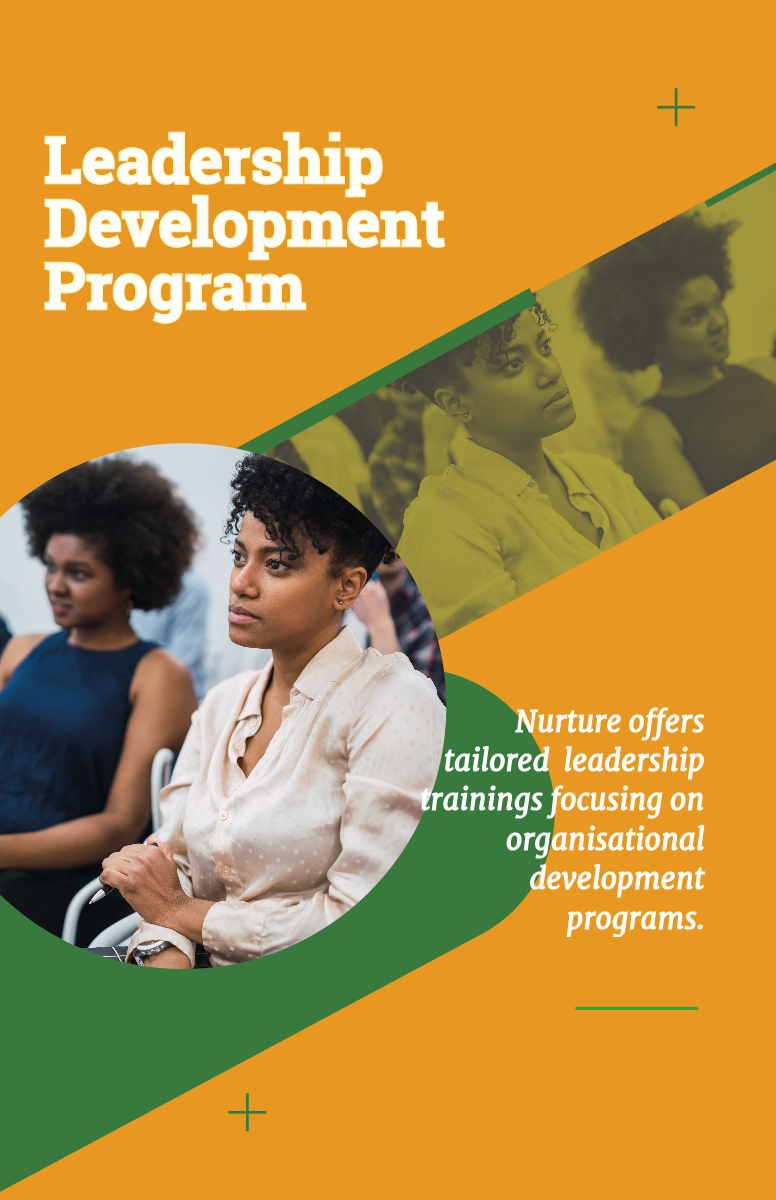 Leadership
Development
Program
Nurture offers
tailored leadership
trainings focusing on
organisational
development
programs.